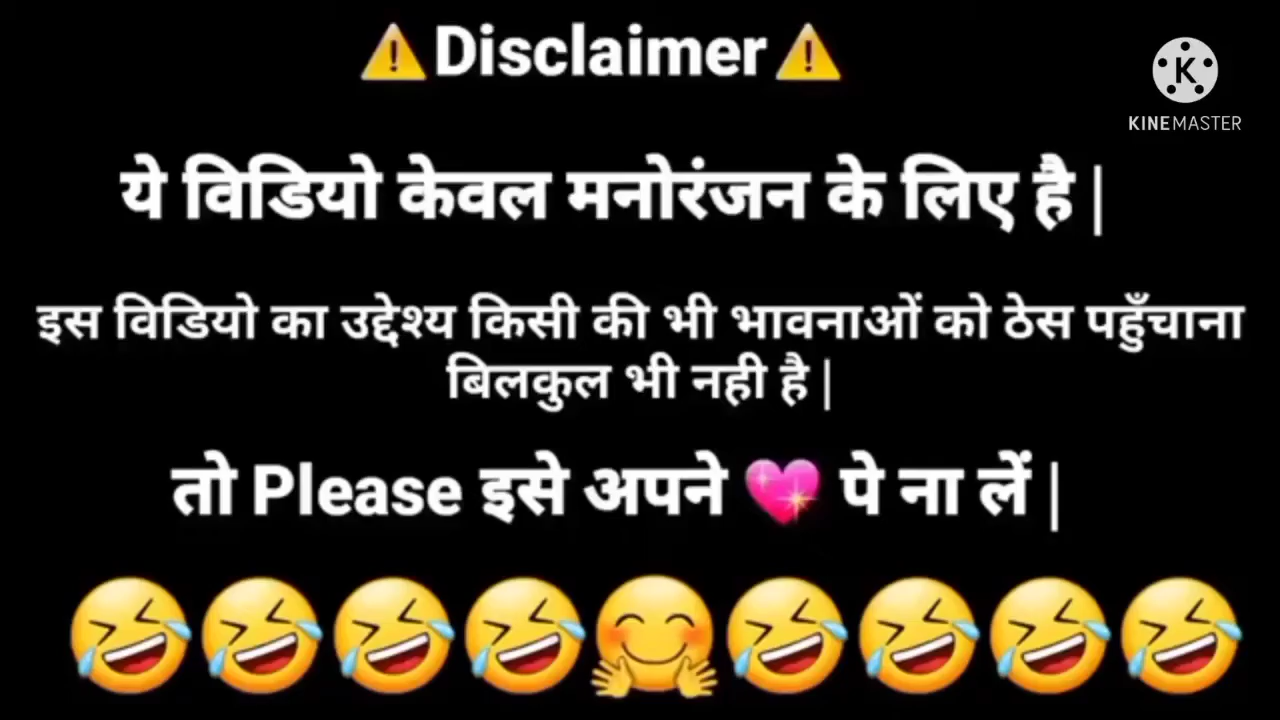 ⚠️Disclaimer⚠️
KINEMASTER
ये विडियो केवल मनोरंजन के लिए है |
इस विडियो का उद्देश्य किसी की भी भावनाओं को ठेस पहुँचाना
बिलकुल भी नही है |
तो Please इसे अपने 💖 पे ना लें |
🤣🤣🤣🤣🤗🤣🤣🤣🤣